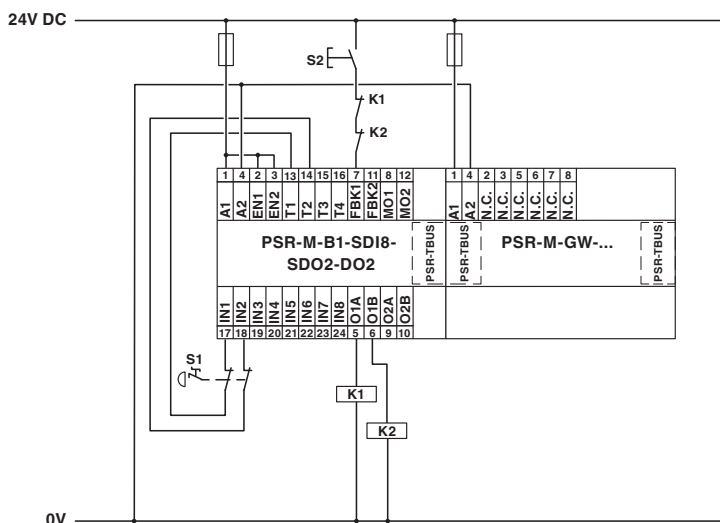 24V DC
S2
K1
K2
1 4 2 3 13 14 15 16 7 11 8 12
A1 A2 EN1 EN2 T1 T2 T3 T4 FBK1 FBK2 MO1 MO2
1 4 2 3 5 6 7 8
A1 A2 N.C. N.C. N.C. N.C. N.C. N.C.
PSR-M-B1-SDI8-
SDO2-DO2
PSR-TBUS
PSR-TBUS
PSR-M-GW-...
PSR-TBUS
IN1 IN2 IN3 IN4 IN5 IN6 IN7 IN8 O1A O1B O2A O2B
17 18 19 20 21 22 23 24 5 6 9 10
S1
K1
K2
0V